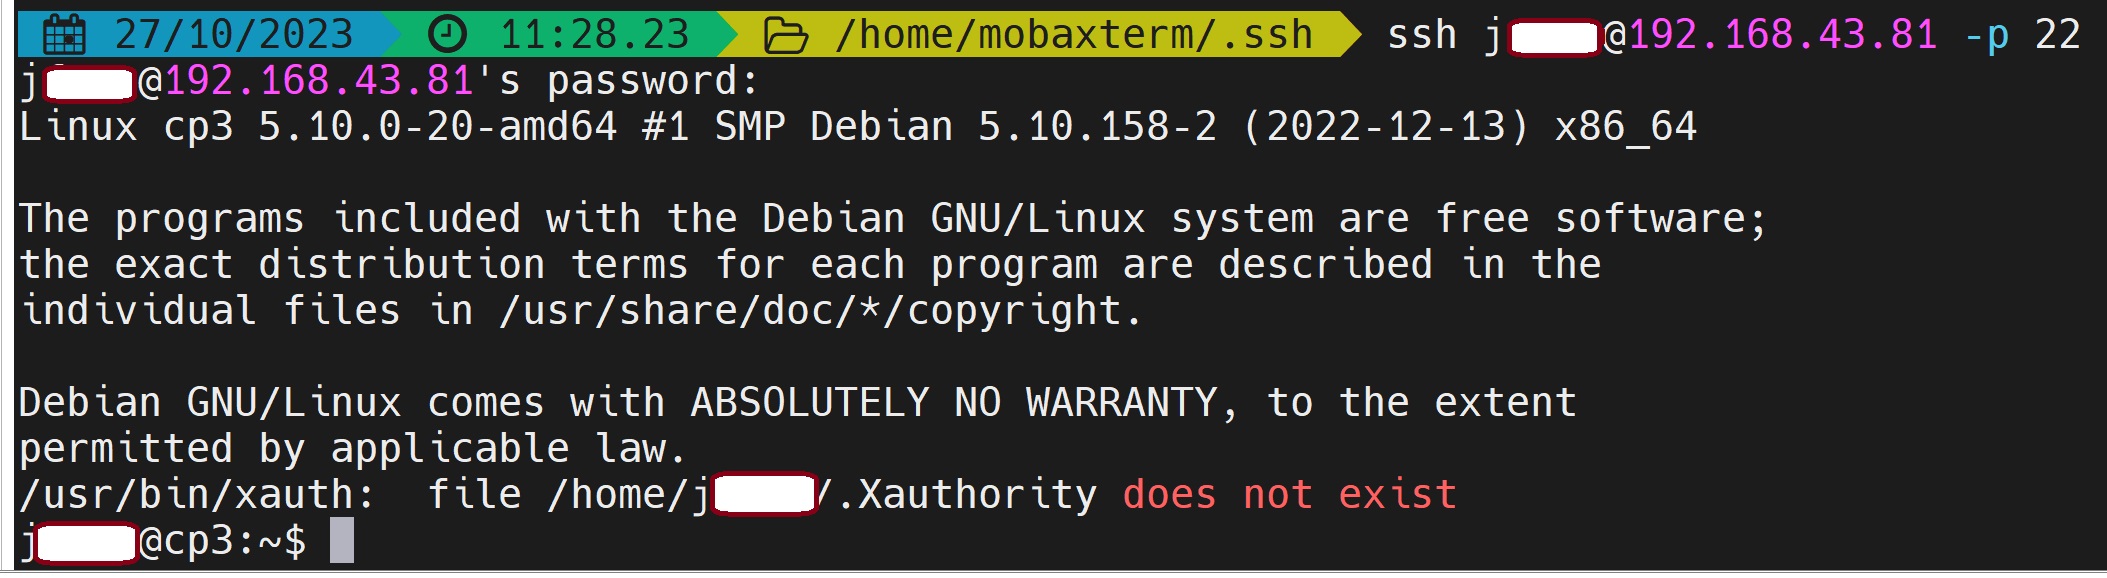 27/10/2023 11:28.23 /home/mobaxterm/.ssh ssh j@192.168.43.81 -p 22
j@192.168.43.81's password:
Linux cp3 5.10.0-20-amd64 #1 SMP Debian 5.10.158-2 (2022-12-13) x86_64
The programs included with the Debian GNU/Linux system are free software;
the exact distribution terms for each program are described in the
individual files in /usr/share/doc/*/copyright.
Debian GNU/Linux comes with ABSOLUTELY NO WARRANTY, to the extent
permitted by applicable law.
/usr/bin/xauth:  file /home/j/.Xauthority does not exist
j@cp3:~$